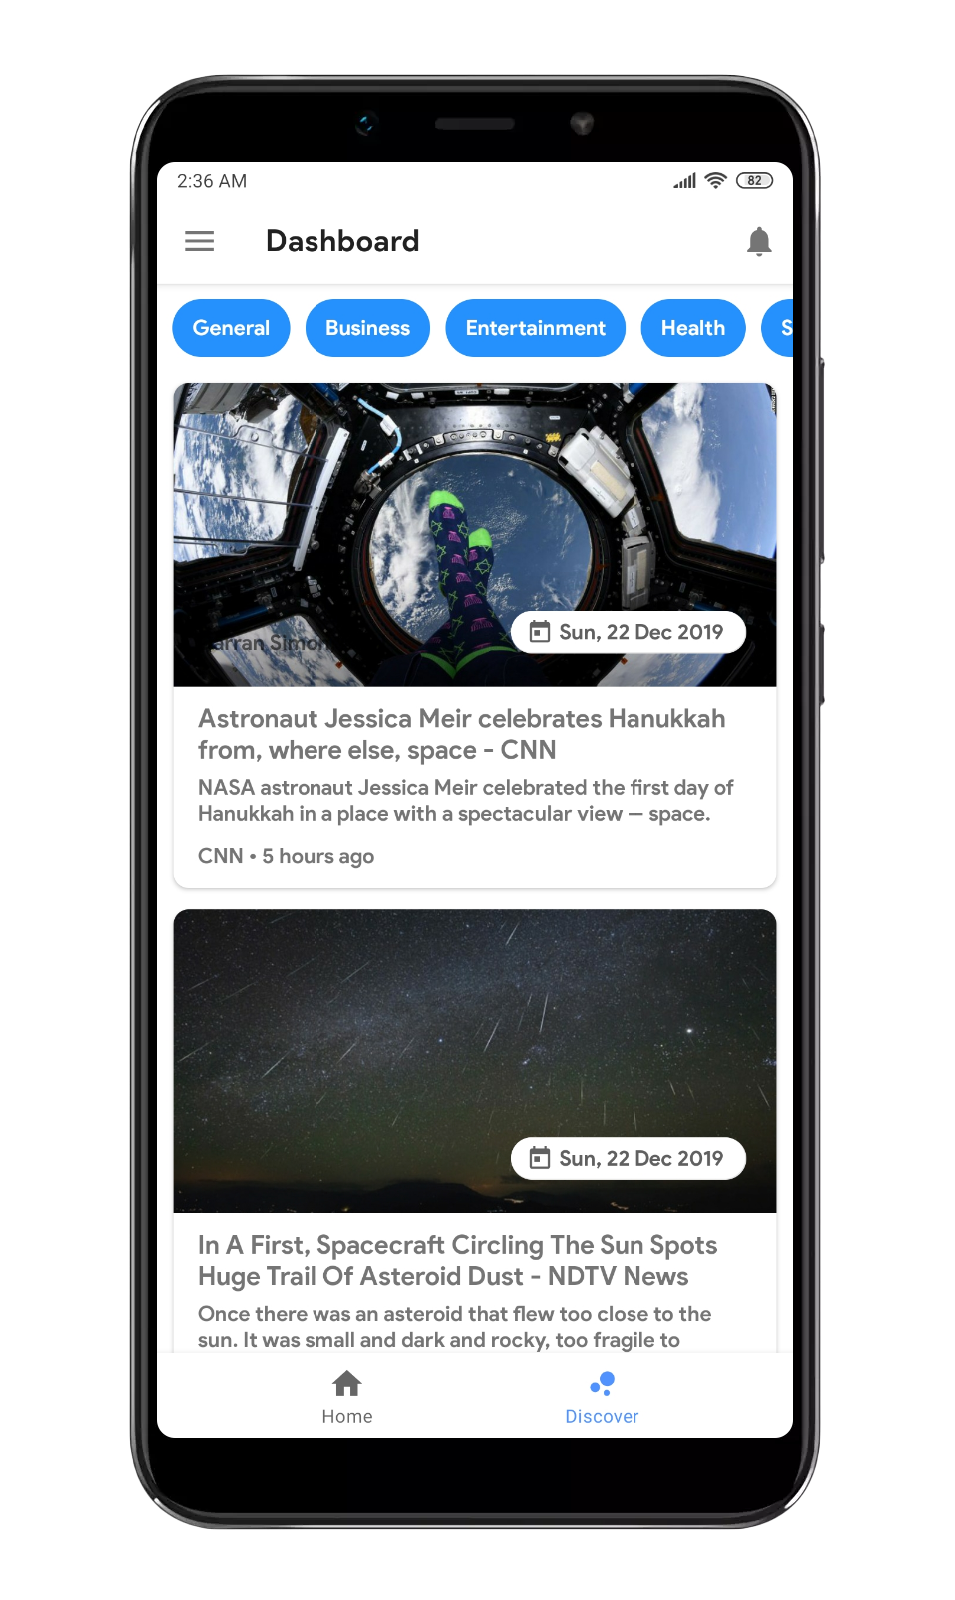 2:36 AM
82
Dashboard
General
Business
Entertainment
Health
S
arran Simon
Sun, 22 Dec 2019
Astronaut Jessica Meir celebrates Hanukkah
from, where else, space - CNN
NASA astronaut Jessica Meir celebrated the first day of
Hanukkah in a place with a spectacular view — space.
CNN • 5 hours ago
Sun, 22 Dec 2019
In A First, Spacecraft Circling The Sun Spots
Huge Trail Of Asteroid Dust - NDTV News
Once there was an asteroid that flew too close to the
sun. It was small and dark and rocky, too fragile to
Home
Discover